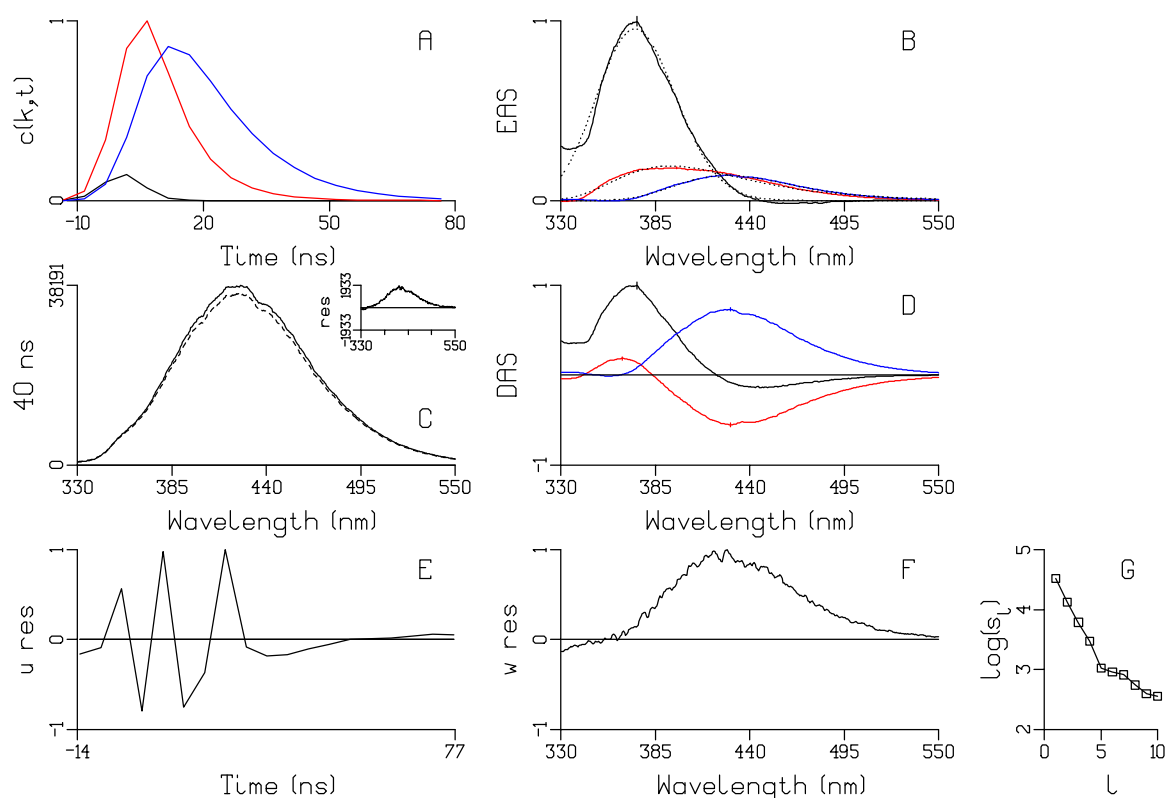 A
c(k,t)
1
0
-10 20 50 80
Time (ns)
B
EAS
1
0
330 385 440 495 550
Wavelength (nm)
C
40 ns
38191
0
330 385 440 495 550
Wavelength (nm)
res
1933
-1933
330 550
D
DAS
1
-1
330 385 440 495 550
Wavelength (nm)
E
u res
1
0
-1
-14 77
Time (ns)
F
w res
1
0
-1
330 385 440 495 550
Wavelength (nm)
G
log(s_l)
5
4
3
2
0 5 10
l